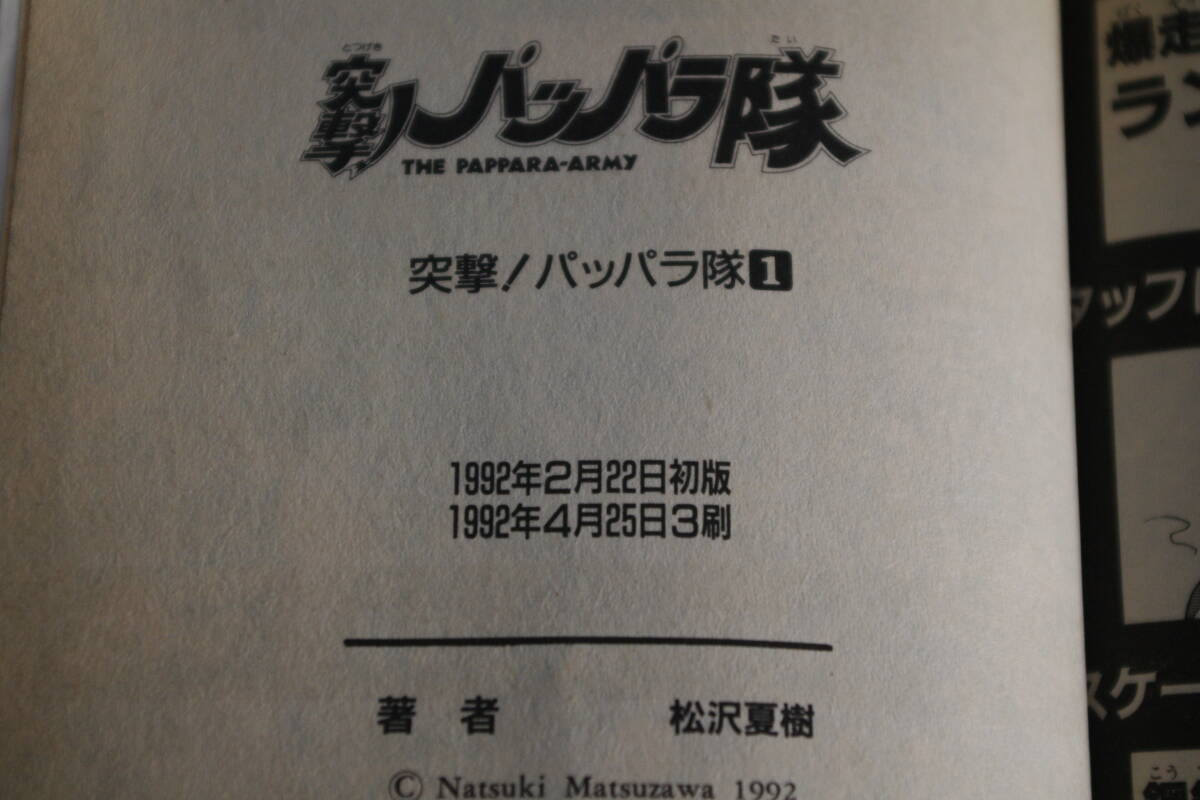 とつげき たい
突撃!パッパラ隊
THE PAPPARA-ARMY
突撃!パッパラ隊1
1992年2月22日初版
1992年4月25日3刷
著 者 松沢夏樹
© Natsuki Matsuzawa 1992
爆走
ラン
タッフ
スケー
こう